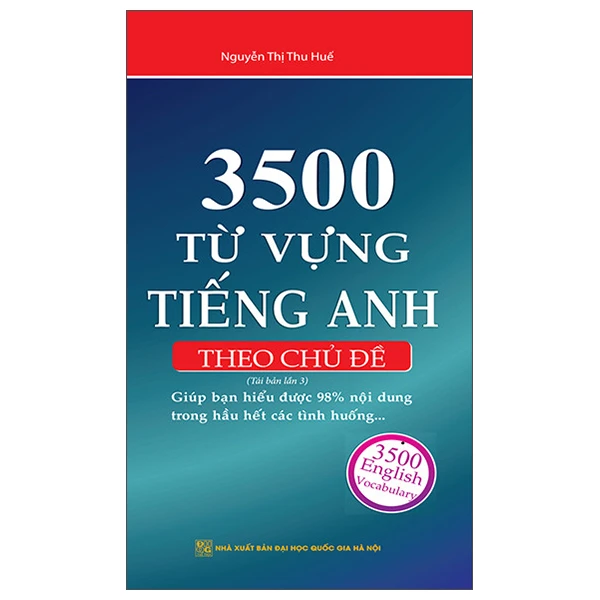 Nguyễn Thị Thu Huế
3500
TỪ VỰNG
TIẾNG ANH
THEO CHỦ ĐỀ
(Tái bản lần 3)
Giúp bạn hiểu được 98% nội dung
trong hầu hết các tình huống...
3500
English
Vocabulary
NHÀ XUẤT BẢN ĐẠI HỌC QUỐC GIA HÀ NỘI